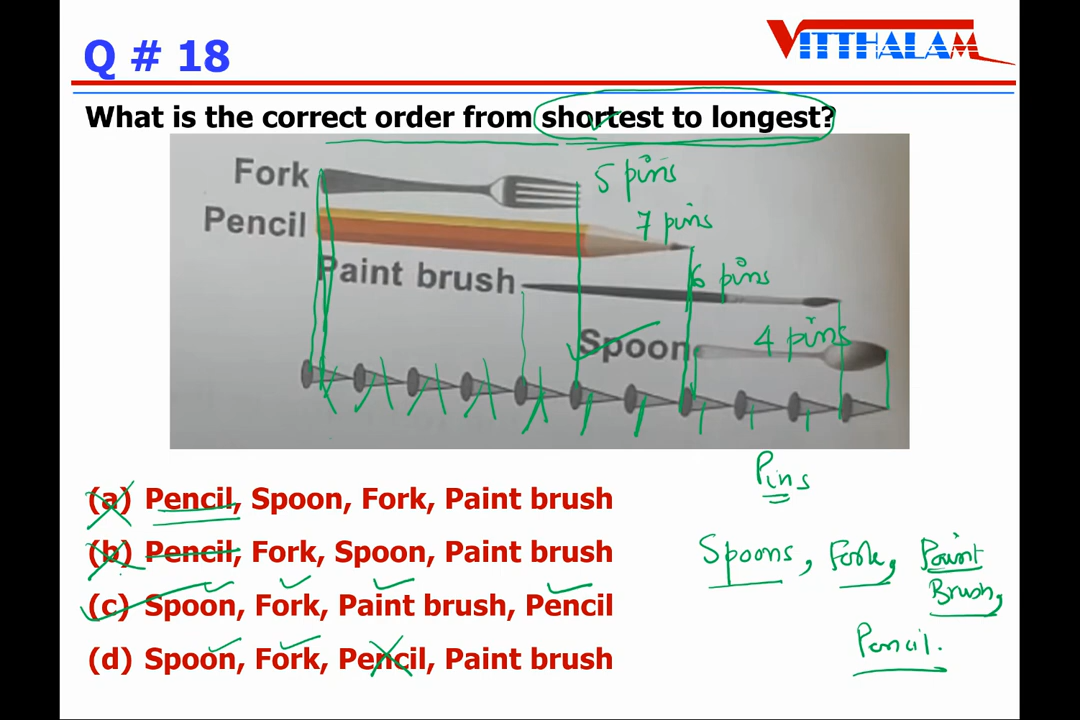 Q # 18
VITTHALAM
What is the correct order from shortest to longest?
Fork
5 pins
Pencil
7 pins
Paint brush
6 pins
Spoon
4 pins
Pins
(a) Pencil, Spoon, Fork, Paint brush
(b) Pencil, Fork, Spoon, Paint brush
(c) Spoon, Fork, Paint brush, Pencil
(d) Spoon, Fork, Pencil, Paint brush
Spoons, Fork, Paint
Brush,
Pencil.